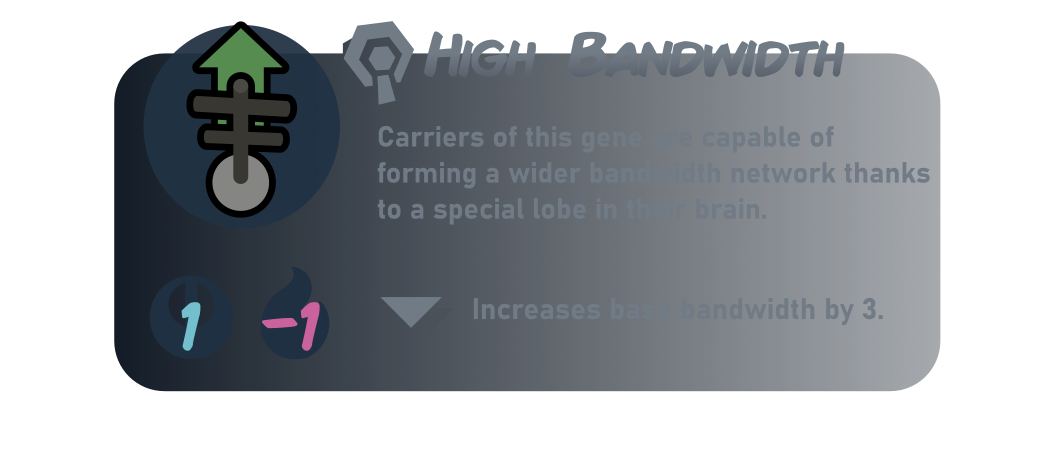 High Bandwidth
Carriers of this gene are capable of
forming a wider bandwidth network thanks
to a special lobe in their brain.
1
-1
Increases base bandwidth by 3.